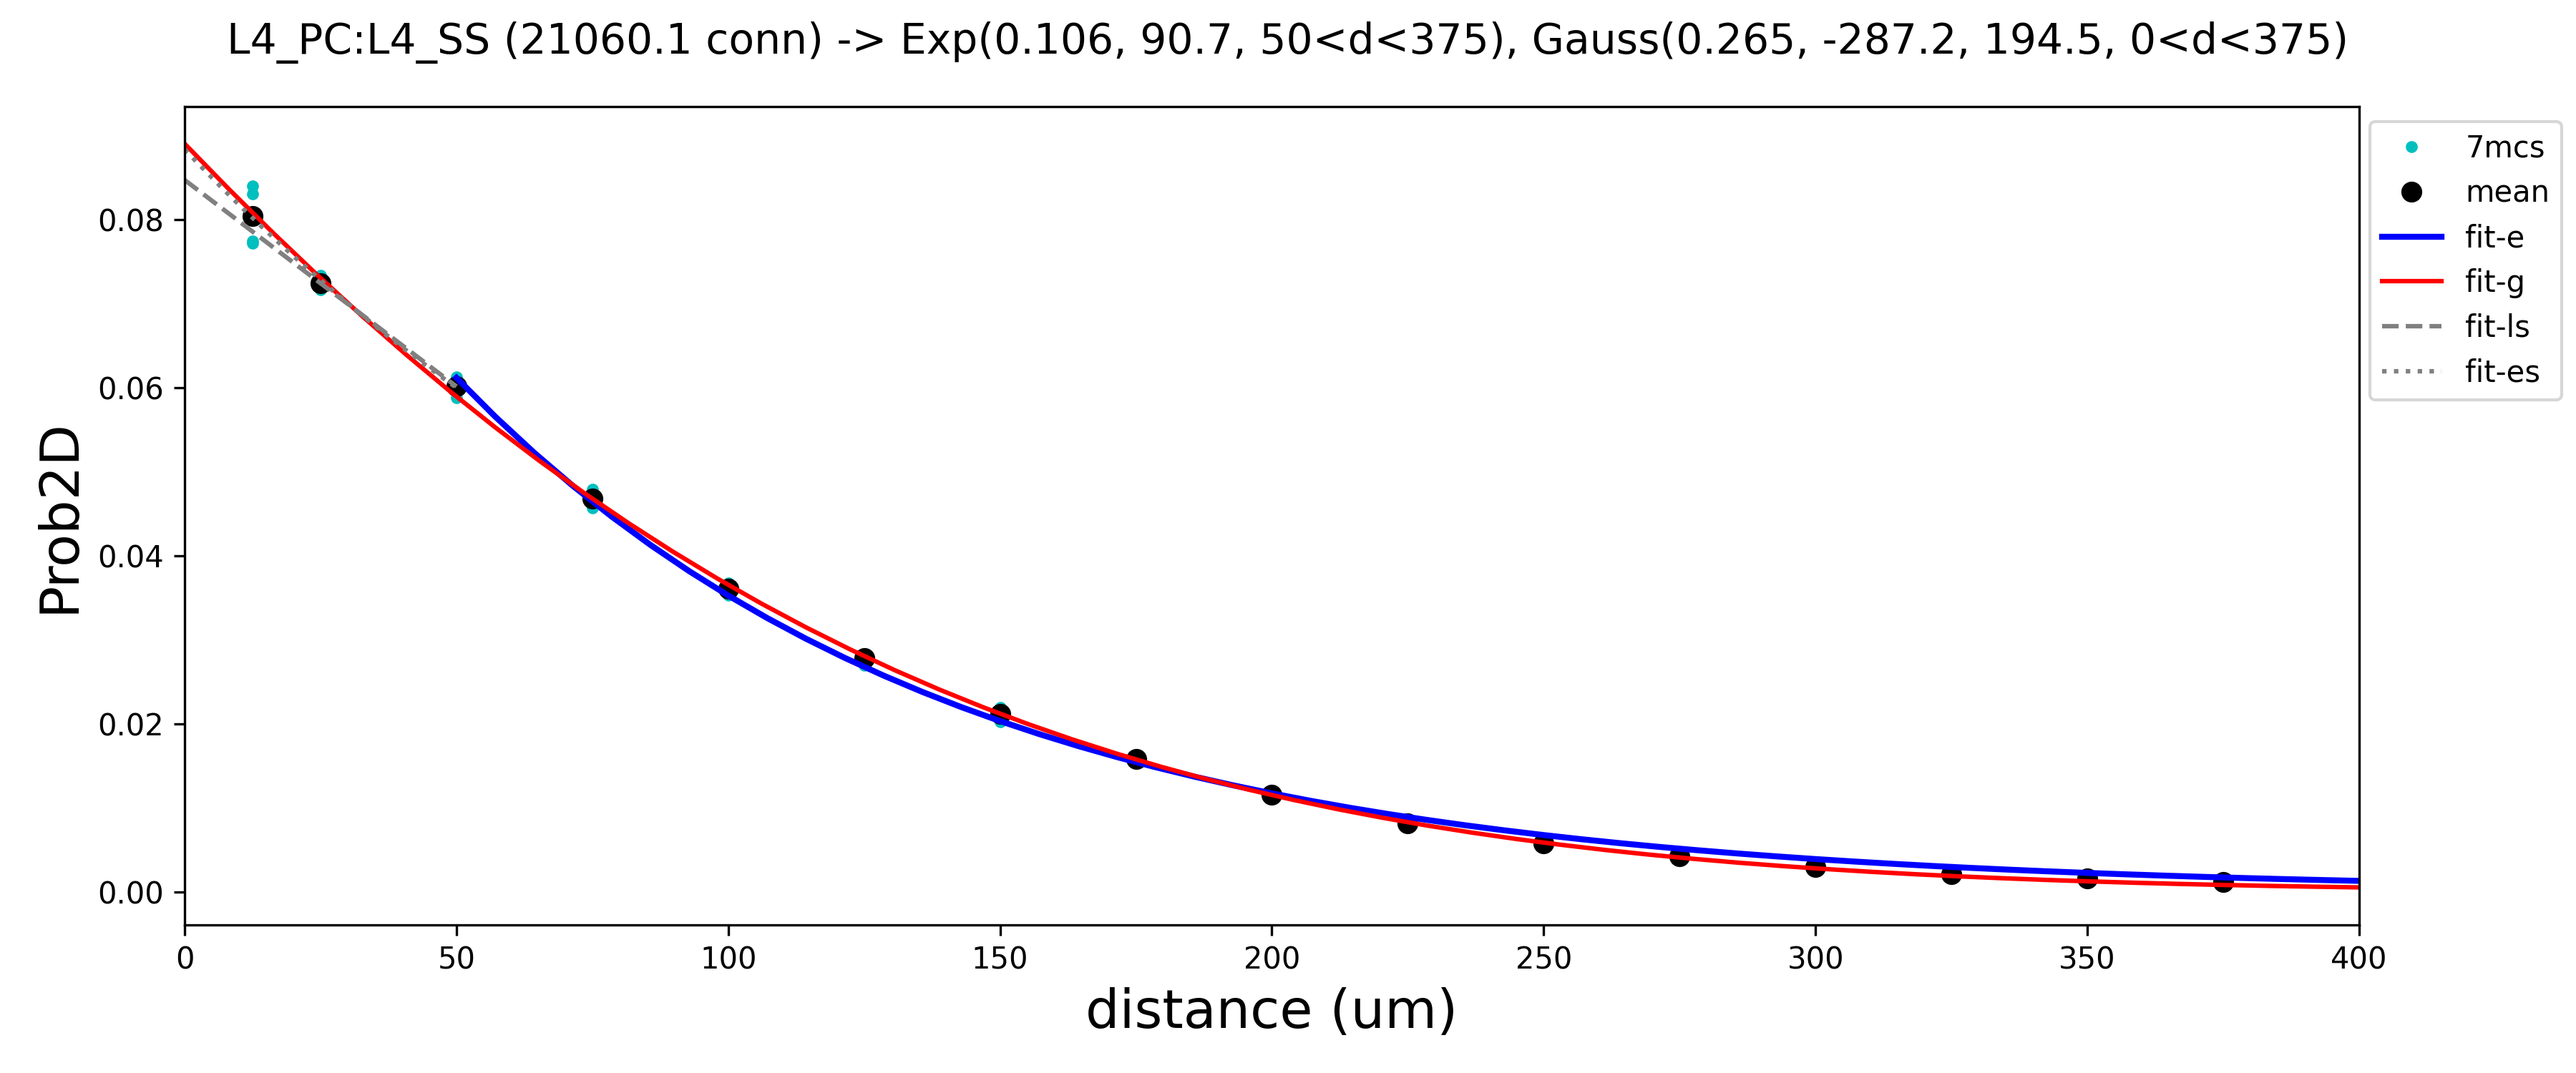 L4_PC:L4_SS (21060.1 conn) -> Exp(0.106, 90.7, 50<d<375), Gauss(0.265, -287.2, 194.5, 0<d<375)
7mcs
mean
fit-e
fit-g
fit-ls
fit-es
Prob2D
0.08
0.06
0.04
0.02
0.00
0 50 100 150 200 250 300 350 400
distance (um)